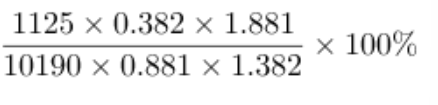 1125 × 0.382 × 1.881
10190 × 0.881 × 1.382
× 100%